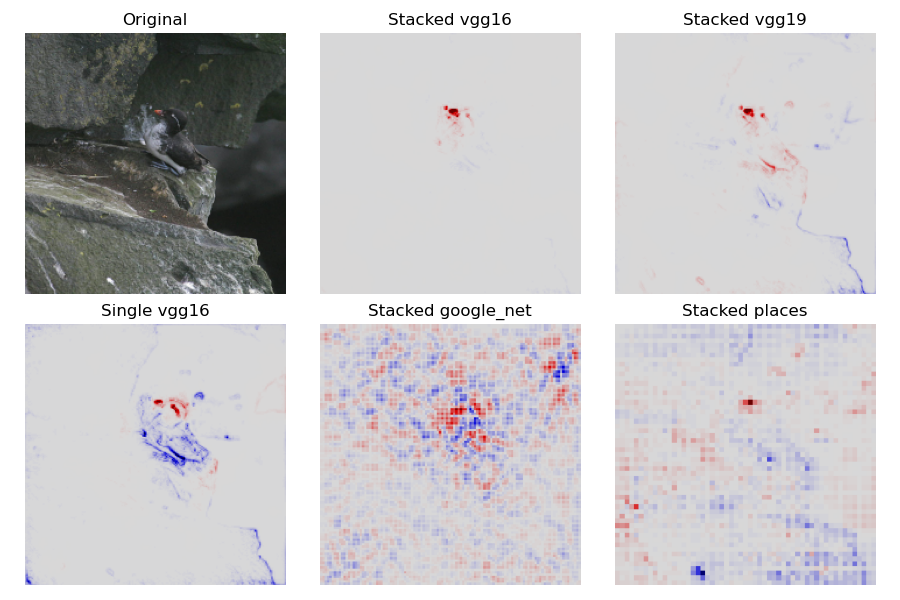 Original
Stacked vgg16
Stacked vgg19
Single vgg16
Stacked google_net
Stacked places